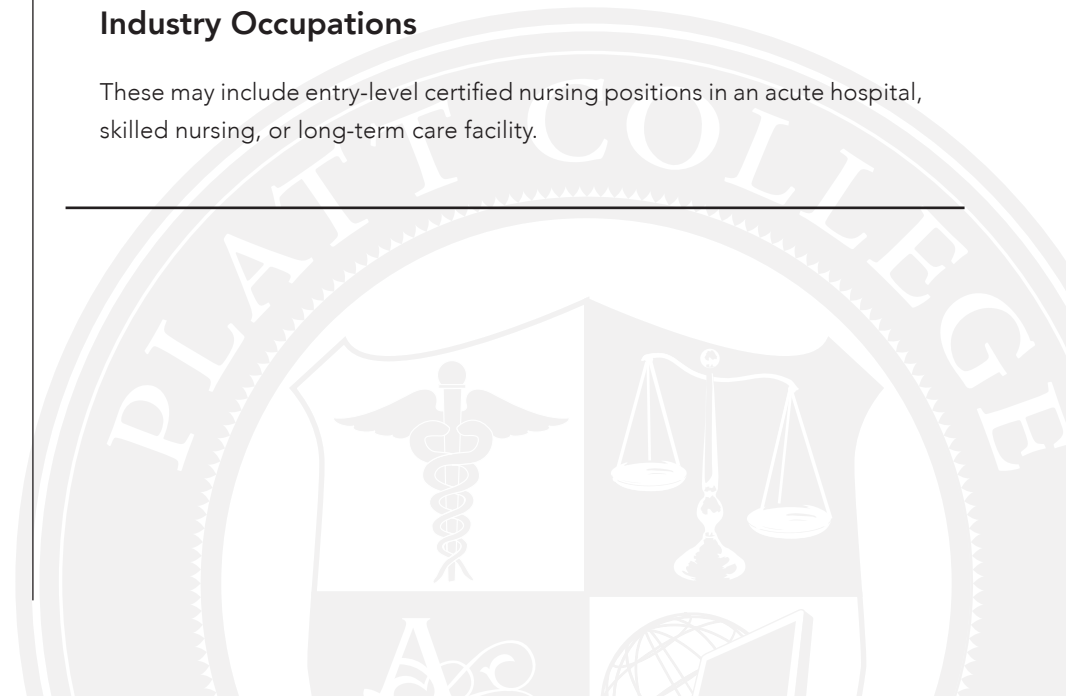 Industry Occupations
These may include entry-level certified nursing positions in an acute hospital,
skilled nursing, or long-term care facility.
PLATT COLLEGE
A